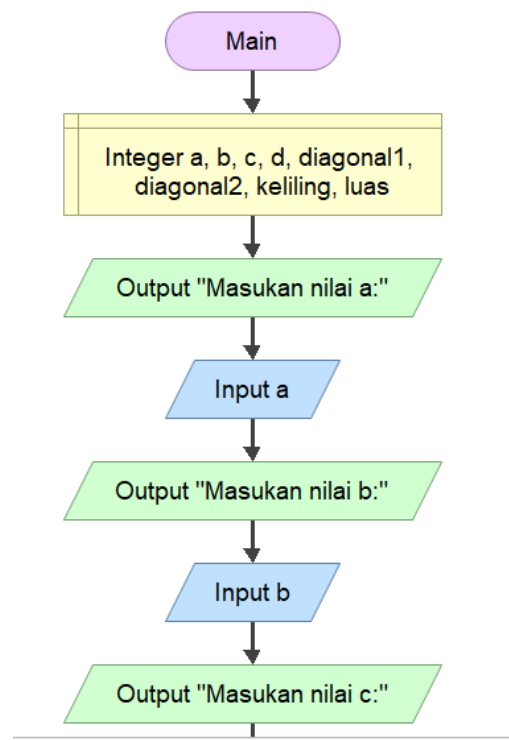 Main
Integer a, b, c, d, diagonal1,
diagonal2, keliling, luas
Output "Masukan nilai a:"
Input a
Output "Masukan nilai b:"
Input b
Output "Masukan nilai c:"